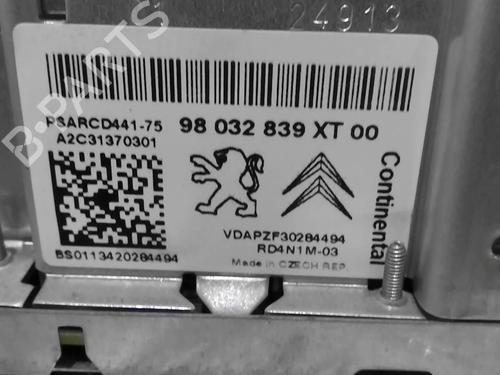 24913
PSARCD441-75
98 032 839 XT 00
A2C31370301
Continental
VDAPZF30284494
RD4N1M-03
BS0113420284494
Made in CZECH REP.
B-PARTS